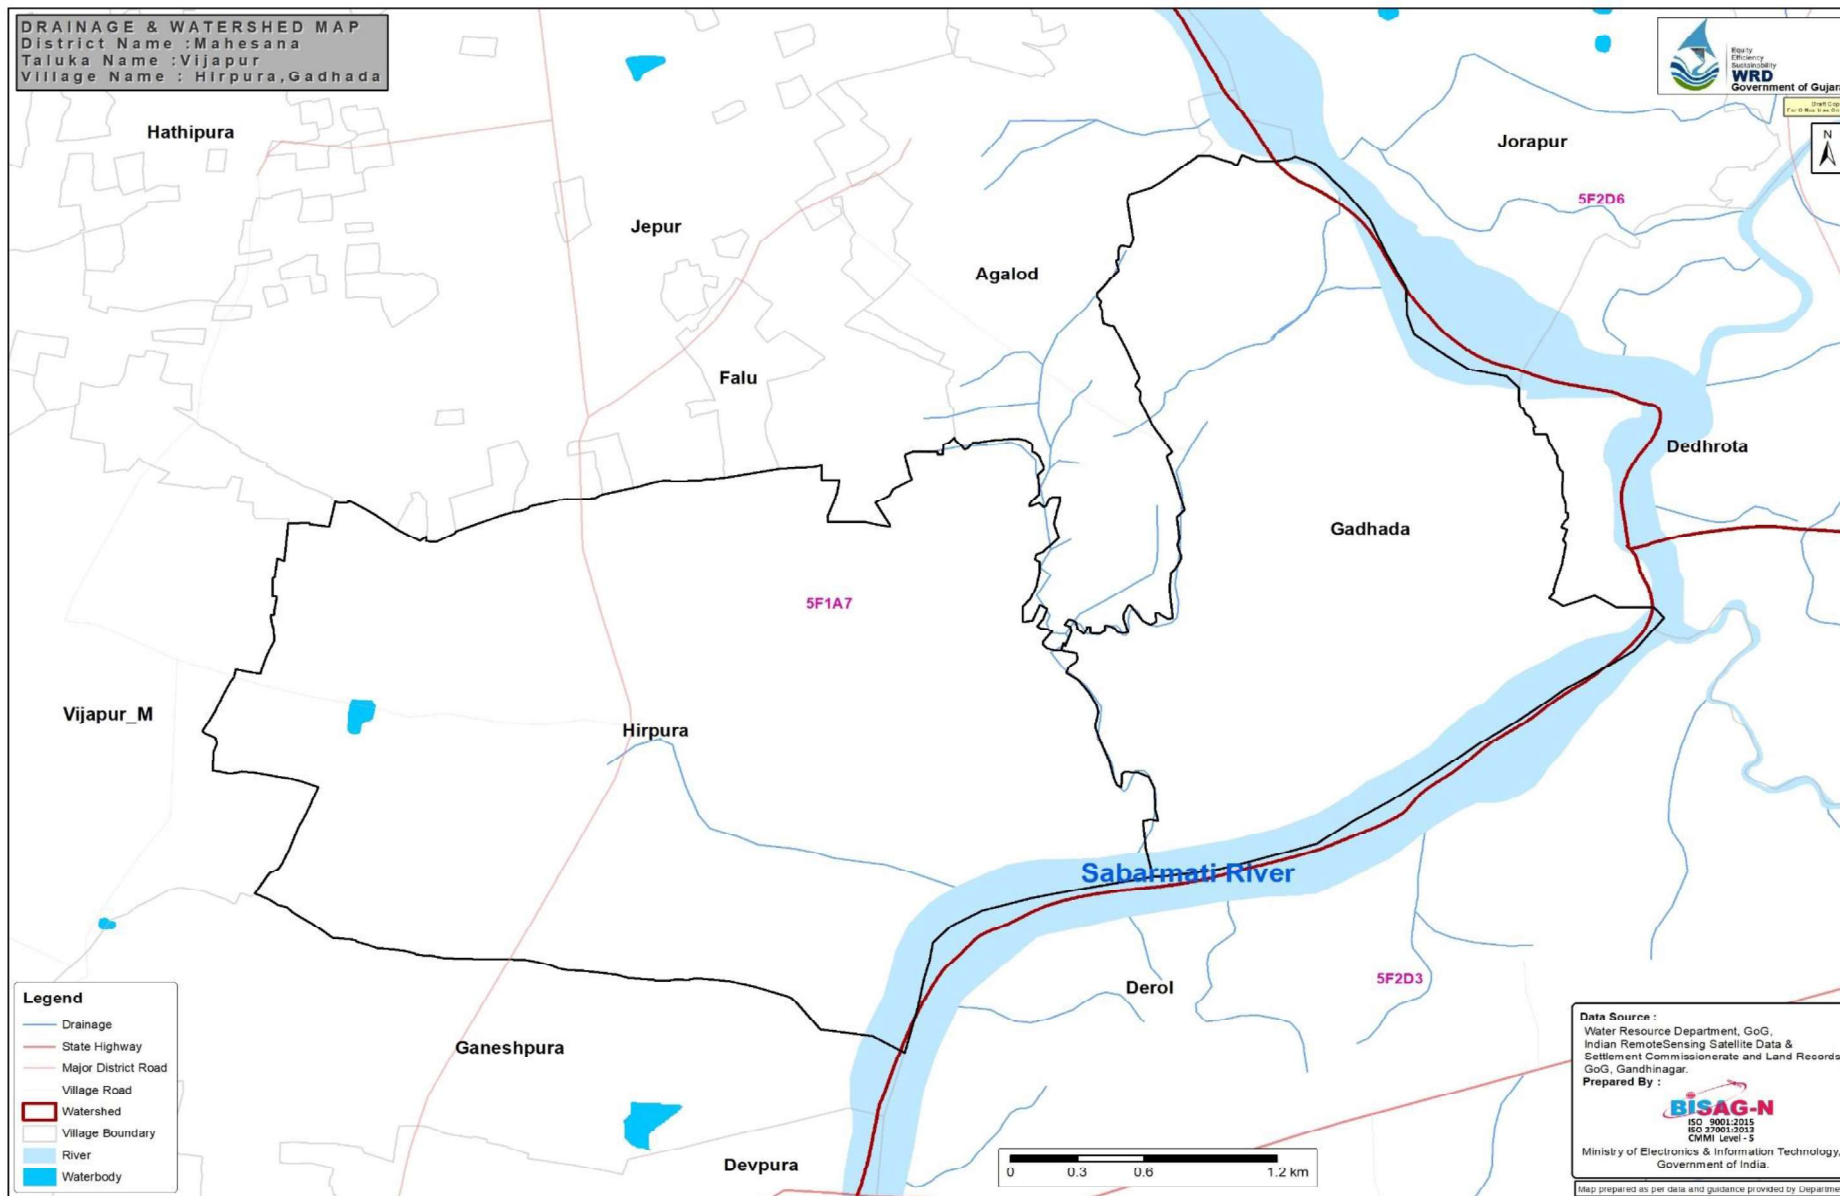 DRAINAGE & WATERSHED MAP
District Name :Mahesana
Taluka Name :Vijapur
Village Name : Hirpura,Gadhada
Equity
Efficiency
Sustainability
WRD
Government of Gujara
Draft Cop
N
Hathipura
Jorapur
5F2D6
Jepur
Agalod
Falu
Dedhrota
Gadhada
5F1A7
Vijapur_M
Hirpura
Sabarmati River
5F2D3
Derol
Ganeshpura
Devpura
Legend
Drainage
State Highway
Major District Road
Village Road
Watershed
Village Boundary
River
Waterbody
0 0.3 0.6 1.2 km
Data Source :
Water Resource Department, GoG,
Indian RemoteSensing Satellite Data &
Settlement Commissionerate and Land Records
GoG, Gandhinagar.
Prepared By :
BISAG-N
ISO 9001:2015
ISO 27001:2013
CMMI Level - 5
Ministry of Electronics & Information Technology,
Government of India.
Map prepared as per data and guidance provided by Departme